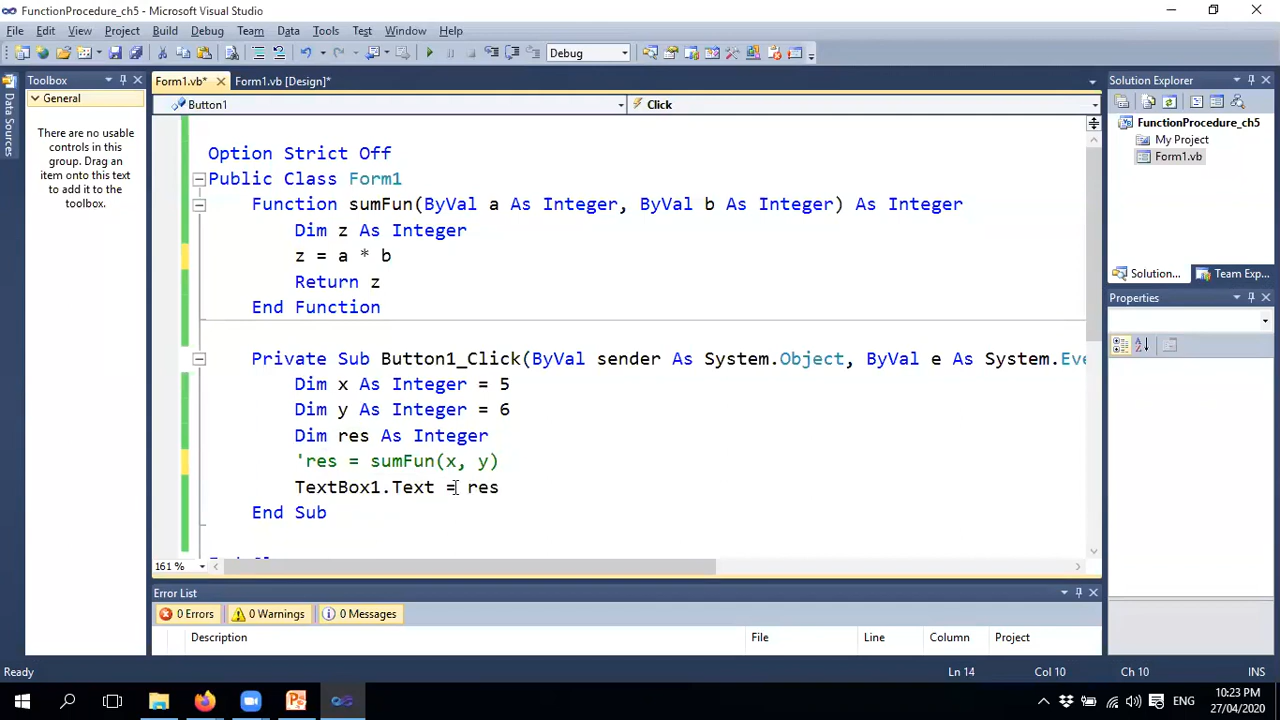 FunctionProcedure_ch5 - Microsoft Visual Studio
File Edit View Project Build Debug Team Data Tools Test Window Help
Debug
Toolbox
General
There are no usable
controls in this
group. Drag an
item onto this text
to add it to the
toolbox.
Data Sources
Form1.vb* Form1.vb [Design]*
Button1 Click
Option Strict Off
Public Class Form1
Function sumFun(ByVal a As Integer, ByVal b As Integer) As Integer
Dim z As Integer
z = a * b
Return z
End Function
Private Sub Button1_Click(ByVal sender As System.Object, ByVal e As System.Eve
Dim x As Integer = 5
Dim y As Integer = 6
Dim res As Integer
'res = sumFun(x, y)
TextBox1.Text = res
End Sub
161 %
Solution Explorer
FunctionProcedure_ch5
My Project
Form1.vb
Solution... Team Exp...
Properties
Error List
0 Errors 0 Warnings 0 Messages
Description File Line Column Project
Ready Ln 14 Col 10 Ch 10 INS
ENG
10:23 PM
27/04/2020